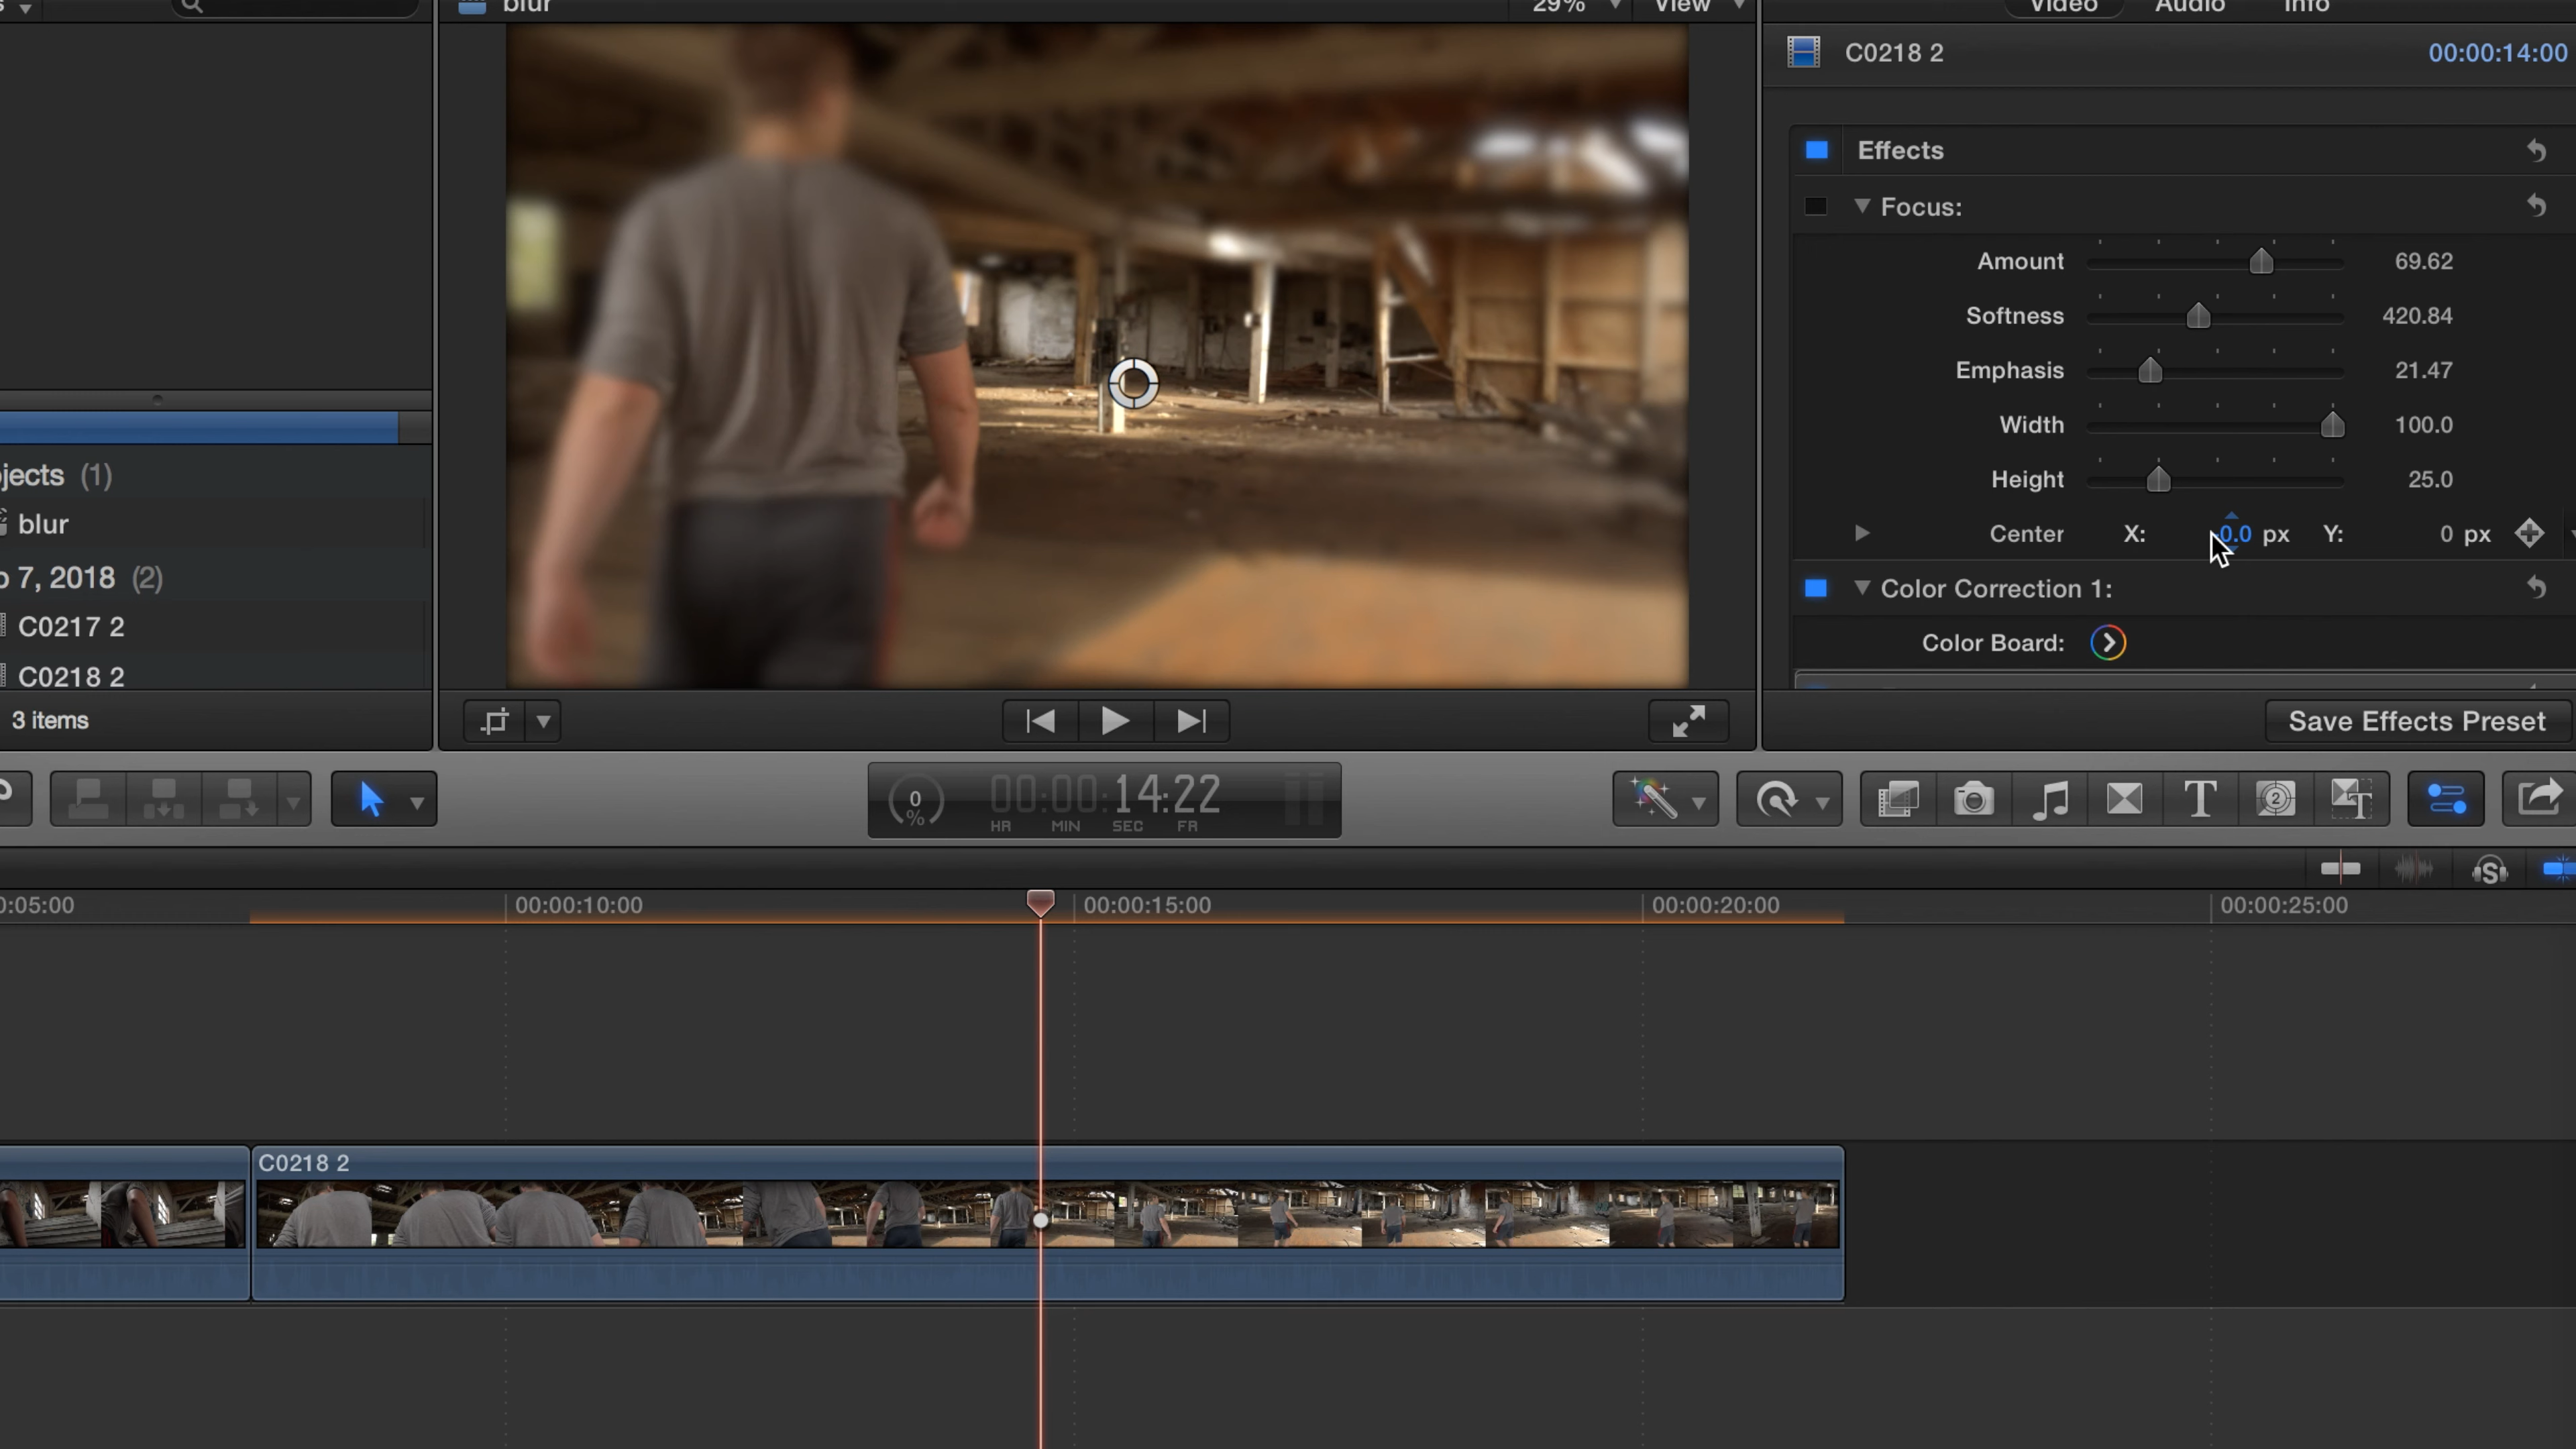 blur
29%
View
Video
Audio
Info
C0218 2
00:00:14:00
Effects
Focus:
Amount
69.62
Softness
420.84
Emphasis
21.47
Width
100.0
Height
25.0
Center
X:
0.0 px
Y:
0 px
Color Correction 1:
Color Board:
Save Effects Preset
jects (1)
blur
7, 2018 (2)
C0217 2
C0218 2
3 items
0
%
00:00:14:22
HR MIN SEC FR
T
2
T
S
0:05:00
00:00:10:00
00:00:15:00
00:00:20:00
00:00:25:00
C0218 2